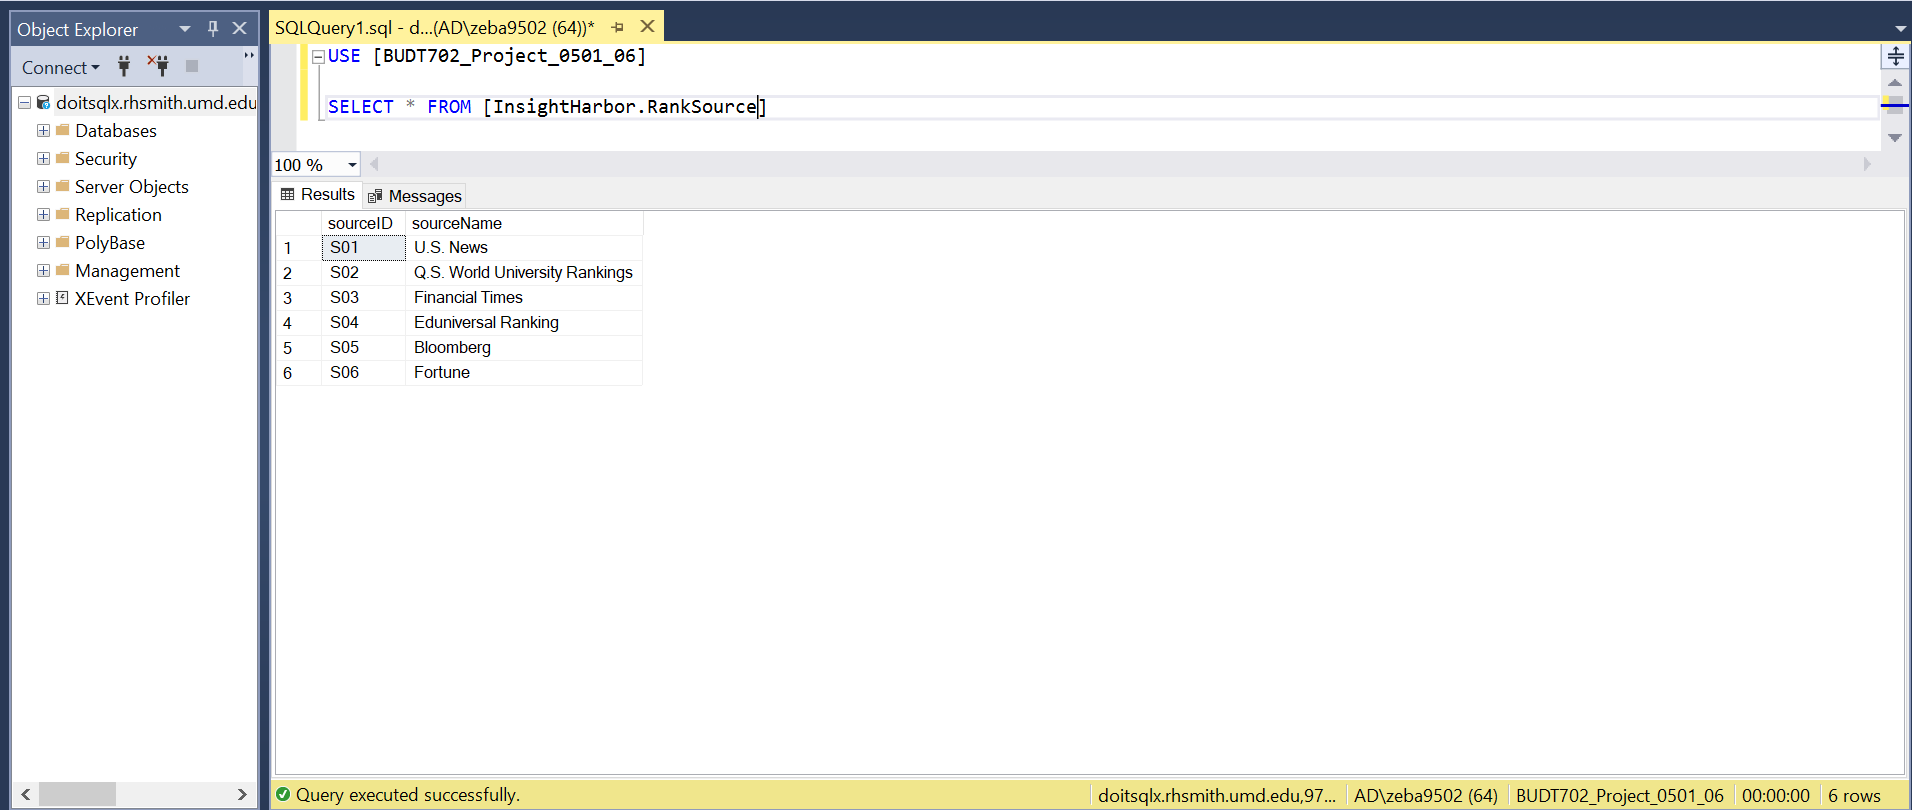 Object Explorer
Connect
doitsqlx.rhsmith.umd.edu
Databases
Security
Server Objects
Replication
PolyBase
Management
XEvent Profiler
SQLQuery1.sql - d...(AD\zeba9502 (64))*
USE [BUDT702_Project_0501_06]
SELECT * FROM [InsightHarbor.RankSource]
100 %
Results Messages
sourceID sourceName
1 S01 U.S. News
2 S02 Q.S. World University Rankings
3 S03 Financial Times
4 S04 Eduniversal Ranking
5 S05 Bloomberg
6 S06 Fortune
Query executed successfully. doitsqlx.rhsmith.umd.edu,97... AD\zeba9502 (64) BUDT702_Project_0501_06 00:00:00 6 rows